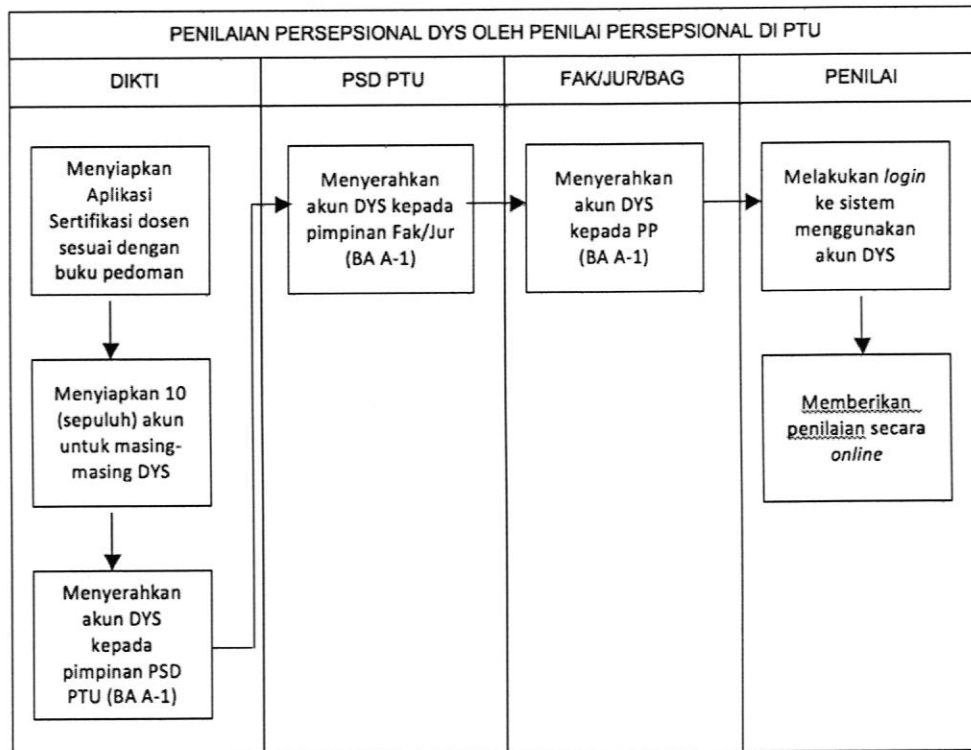 PENILAIAN PERSEPSIONAL DYS OLEH PENILAI PERSEPSIONAL DI PTU
DIKTI
PSD PTU
FAK/JUR/BAG
PENILAI
Menyiapkan
Aplikasi
Sertifikasi dosen
sesuai dengan
buku pedoman
Menyiapkan 10
(sepuluh) akun
untuk masing-
masing DYS
Menyerahkan
akun DYS
kepada
pimpinan PSD
PTU (BA A-1)
Menyerahkan
akun DYS kepada
pimpinan Fak/Jur
(BA A-1)
Menyerahkan
akun DYS
kepada PP
(BA A-1)
Melakukan login
ke sistem
menggunakan
akun DYS
Memberikan
penilaian secara
online